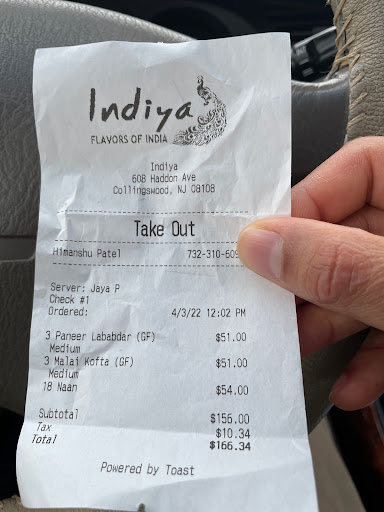 Indiya
FLAVORS OF INDIA
Indiya
608 Haddon Ave
Collingswood, NJ 08108
Take Out
Himanshu Patel 732-310-609
Server: Jaya P
Check #1
Ordered: 4/3/22 12:02 PM
3 Paneer Lababdar (GF) $51.00
Medium
3 Malai Kofta (GF) $51.00
Medium
18 Naan $54.00
Subtotal $156.00
Tax $10.34
Total $166.34
Powered by Toast